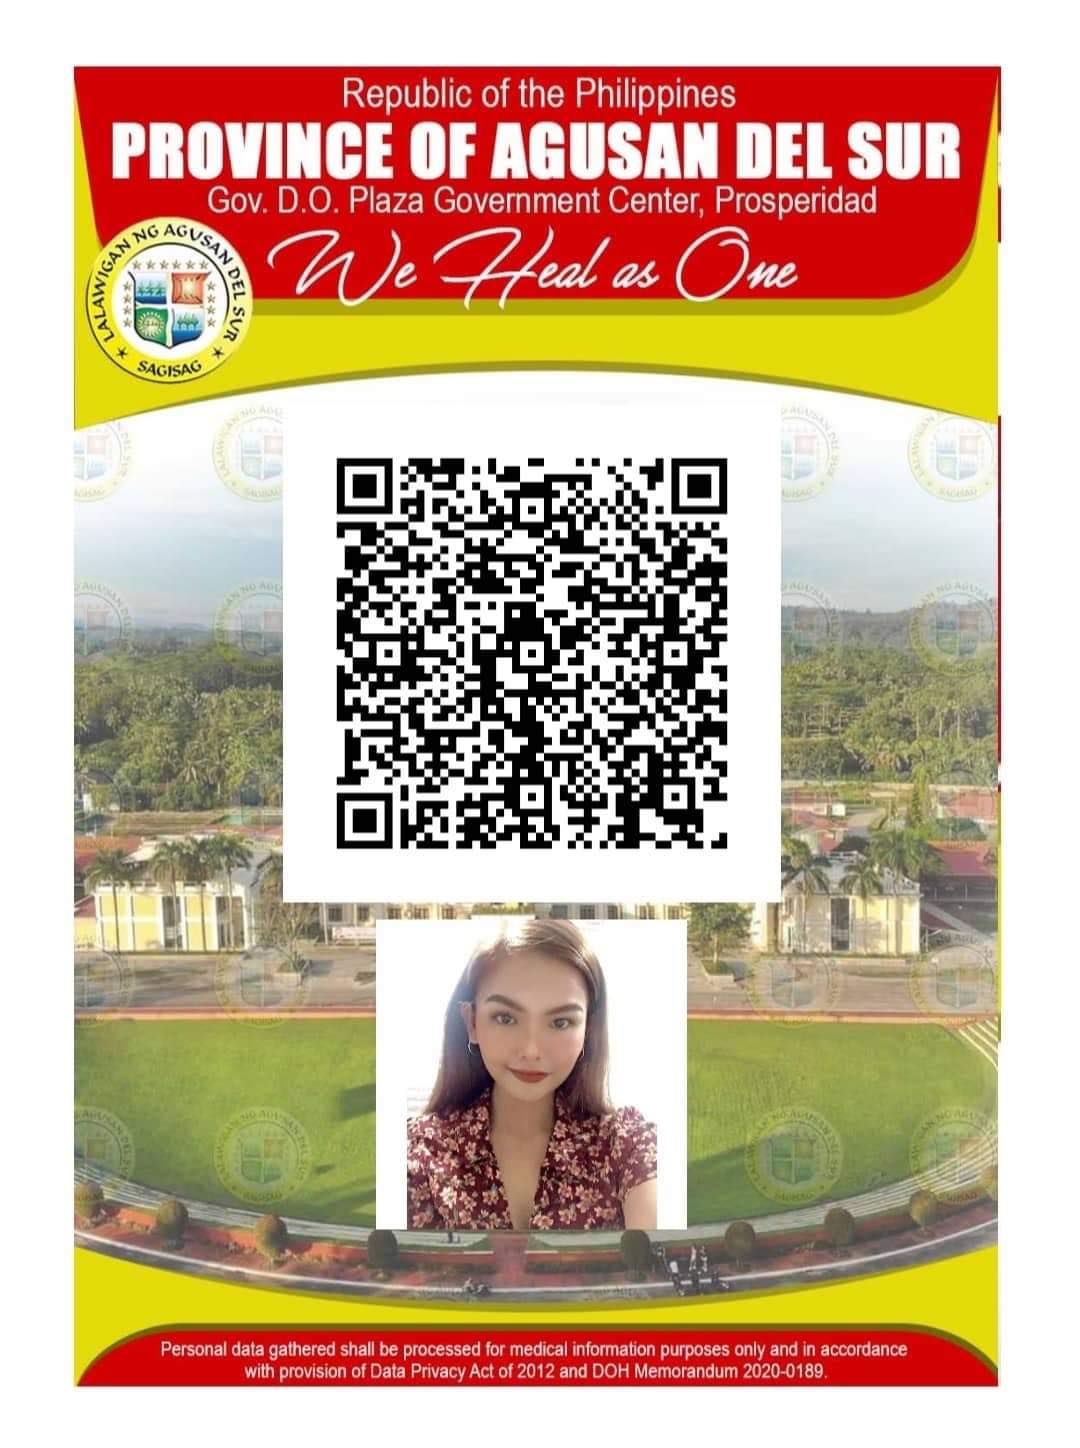 Republic of the Philippines
PROVINCE OF AGUSAN DEL SUR
Gov. D.O. Plaza Government Center, Prosperidad
We Heal as One
LALAWIGAN NG AGUSAN DEL SUR
SAGISAG
Personal data gathered shall be processed for medical information purposes only and in accordance
with provision of Data Privacy Act of 2012 and DOH Memorandum 2020-0189.